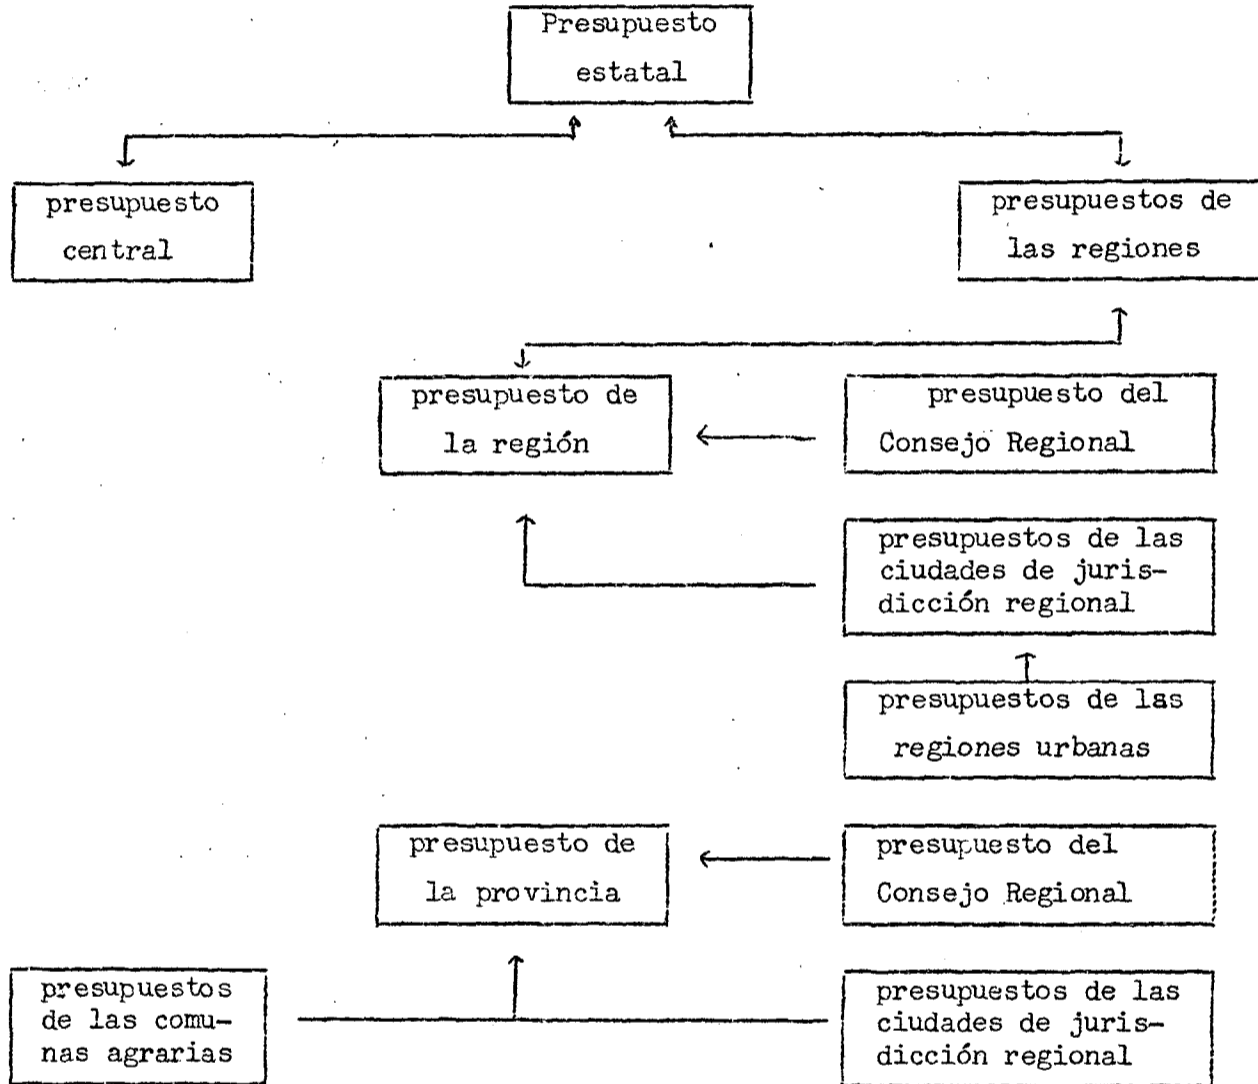 Presupuesto
estatal
presupuesto
central
presupuestos de
las regiones
presupuesto de
la región
presupuesto del
Consejo Regional
presupuestos de las
ciudades de juris-
dicción regional
presupuestos de las
regiones urbanas
presupuesto de
la provincia
presupuesto del
Consejo Regional
presupuestos
de las comu-
nas agrarias
presupuestos de las
ciudades de juris-
dicción regional